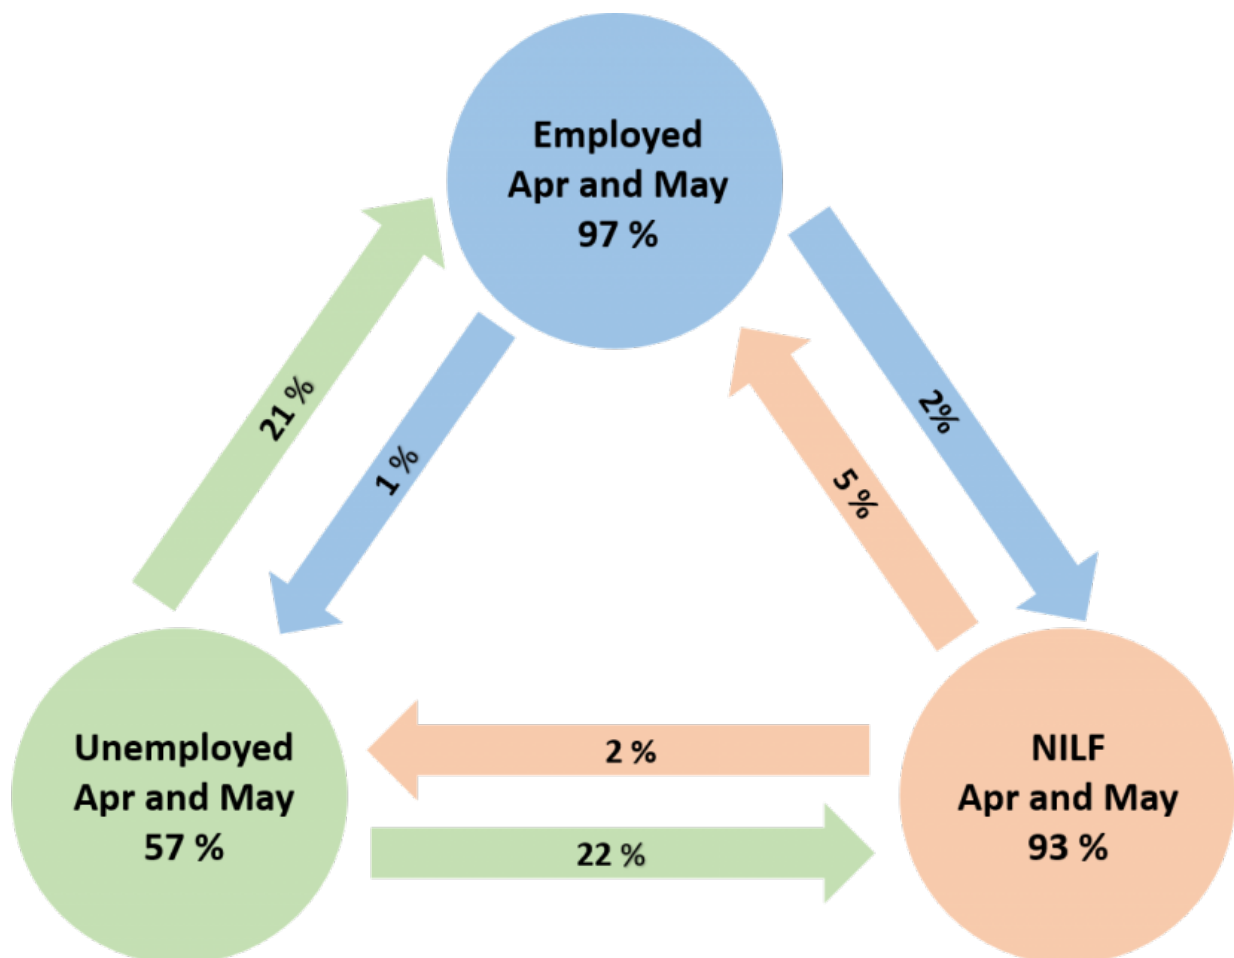 Employed
Apr and May
97 %
21 %
1 %
2%
5 %
Unemployed
Apr and May
57 %
2 %
22 %
NILF
Apr and May
93 %